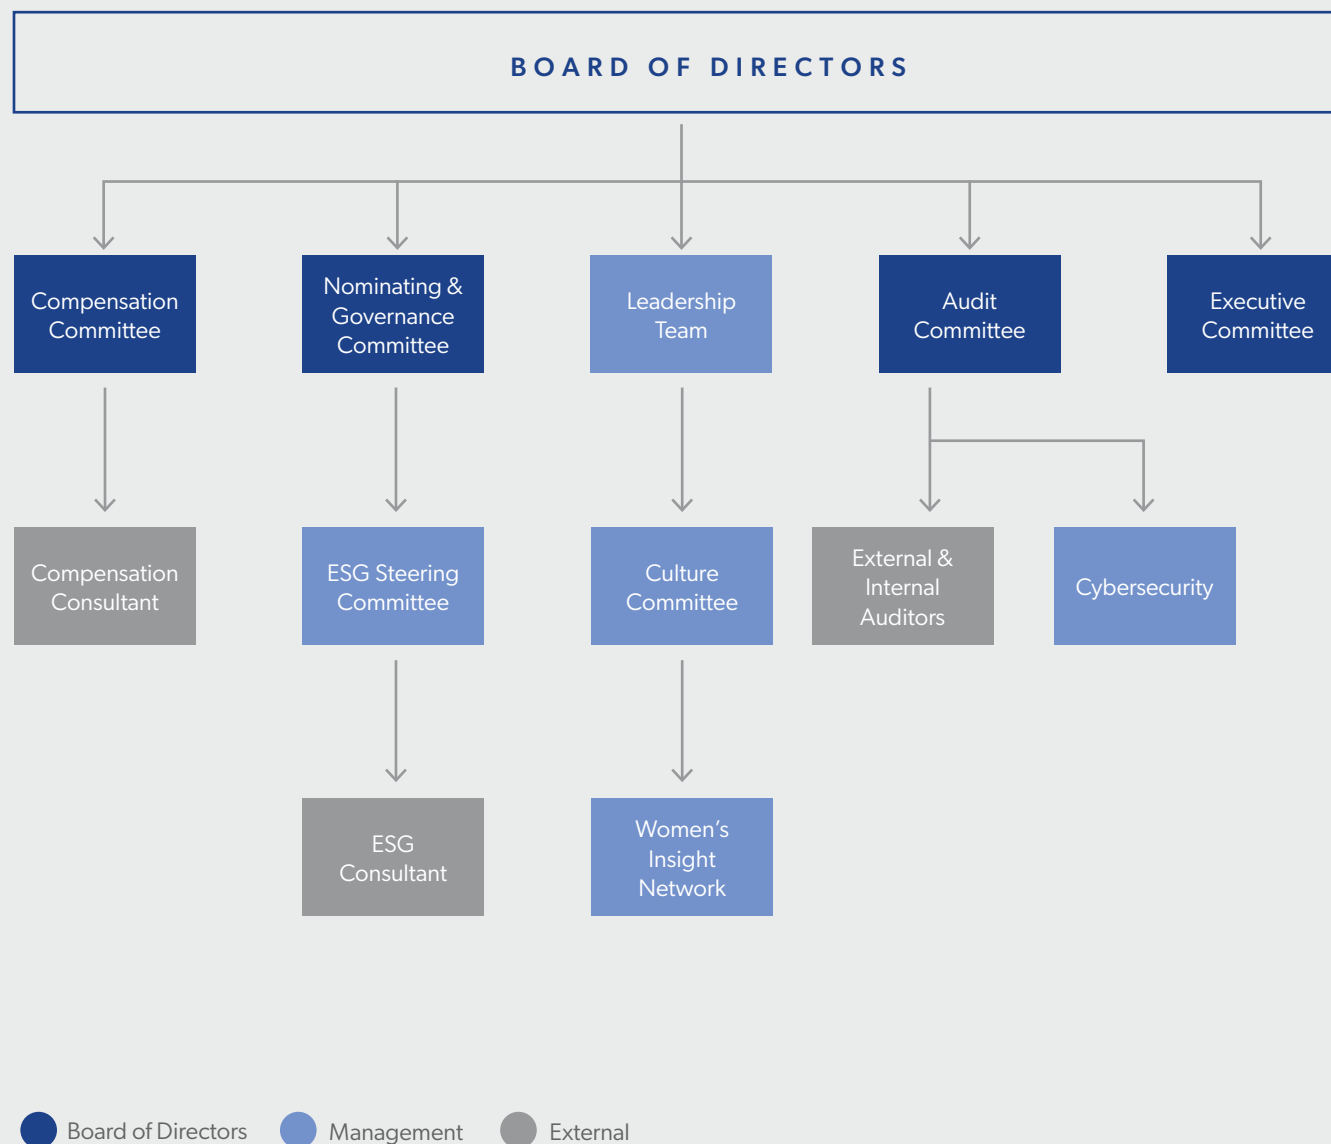 BOARD OF DIRECTORS
Compensation
Committee
Nominating &
Governance
Committee
Leadership
Team
Audit
Committee
Executive
Committee
Compensation
Consultant
ESG Steering
Committee
Culture
Committee
External &
Internal
Auditors
Cybersecurity
ESG
Consultant
Women’s
Insight
Network
Board of Directors
Management
External